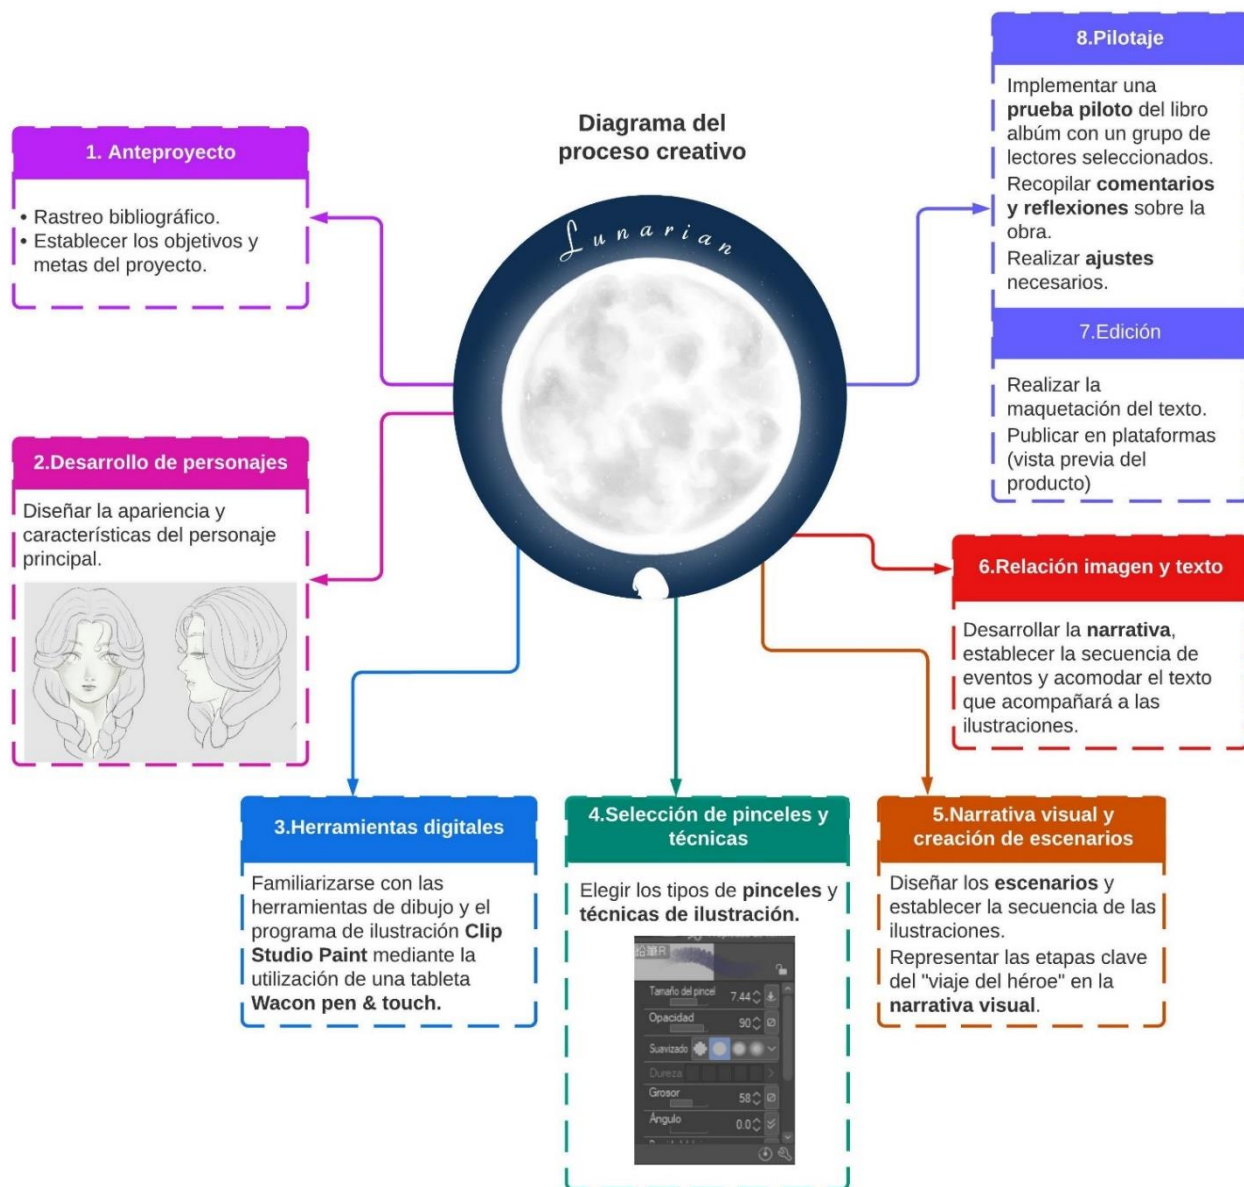 Diagrama del
proceso creativo
Lunarian
1. Anteproyecto
• Rastreo bibliográfico.
• Establecer los objetivos y
metas del proyecto.
2.Desarrollo de personajes
Diseñar la apariencia y
características del personaje
principal.
3.Herramientas digitales
Familiarizarse con las
herramientas de dibujo y el
programa de ilustración Clip
Studio Paint mediante la
utilización de una tableta
Wacon pen & touch.
4.Selección de pinceles y
técnicas
Elegir los tipos de pinceles y
técnicas de ilustración.
鉛筆R
Tamaño del pincel 7.44
Opacidad 90
Suavizado
Dureza
Grosor 58
Ángulo 0.0
5.Narrativa visual y
creación de escenarios
Diseñar los escenarios y
establecer la secuencia de las
ilustraciones.
Representar las etapas clave
del "viaje del héroe" en la
narrativa visual.
6.Relación imagen y texto
Desarrollar la narrativa,
establecer la secuencia de
eventos y acomodar el texto
que acompañará a las
ilustraciones.
8.Pilotaje
Implementar una
prueba piloto del libro
albúm con un grupo de
lectores seleccionados.
Recopilar comentarios
y reflexiones sobre la
obra.
Realizar ajustes
necesarios.
7.Edición
Realizar la
maquetación del texto.
Publicar en plataformas
(vista previa del
producto)